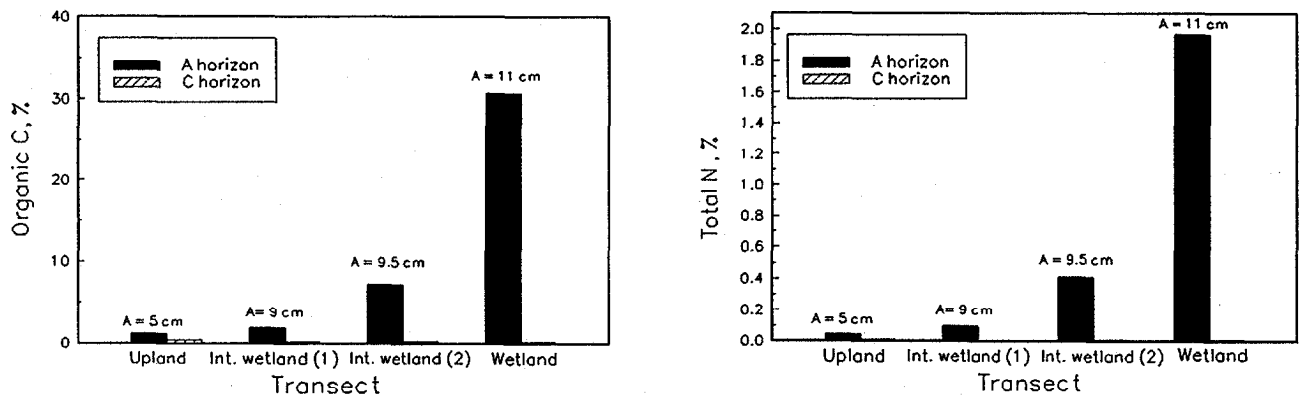 40
30
20
10
0
Organic C, %
A horizon
C horizon
A = 5 cm
A = 9 cm
A = 9.5 cm
A = 11 cm
Upland
Int. wetland (1)
Int. wetland (2)
Wetland
Transect
2.0
1.8
1.6
1.4
1.2
1.0
0.8
0.6
0.4
0.2
0.0
Total N, %
A horizon
C horizon
A = 5 cm
A = 9 cm
A = 9.5 cm
A = 11 cm
Upland
Int. wetland (1)
Int. wetland (2)
Wetland
Transect